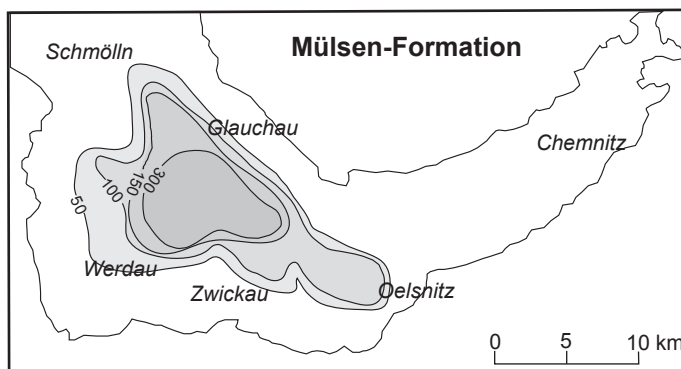 Mülsen-Formation
Schmölln
Glauchau
Chemnitz
50
100
150
300
Werdau
Zwickau
Oelsnitz
0 5 10 km